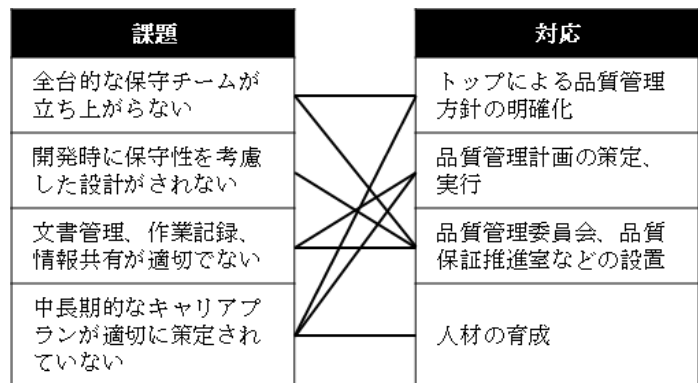 課題
全台的な保守チームが
立ち上がらない
開発時に保守性を考慮
した設計がされない
文書管理、作業記録、
情報共有が適切でない
中長期的なキャリアプ
ランが適切に策定され
ていない
対応
トップによる品質管理
方針の明確化
品質管理計画の策定、
実行
品質管理委員会、品質
保証推進室などの設置
人材の育成